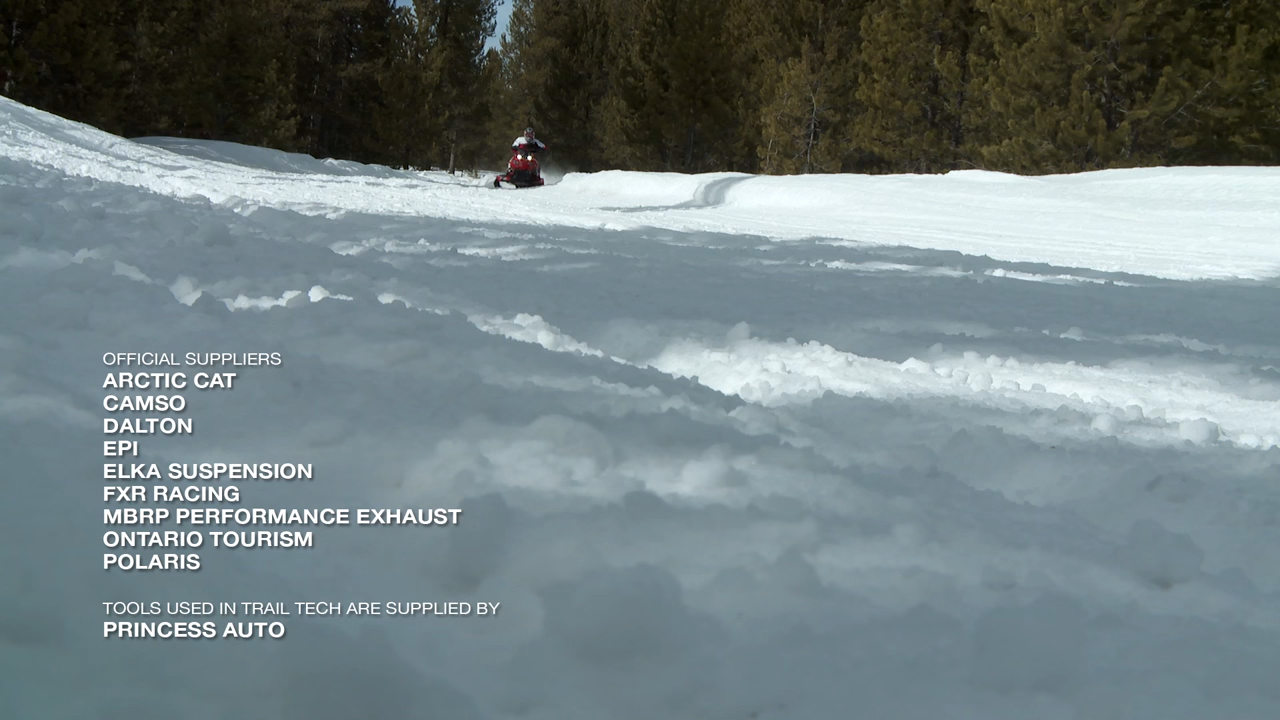 OFFICIAL SUPPLIERS
ARCTIC CAT
CAMSO
DALTON
EPI
ELKA SUSPENSION
FXR RACING
MBRP PERFORMANCE EXHAUST
ONTARIO TOURISM
POLARIS
TOOLS USED IN TRAIL TECH ARE SUPPLIED BY
PRINCESS AUTO